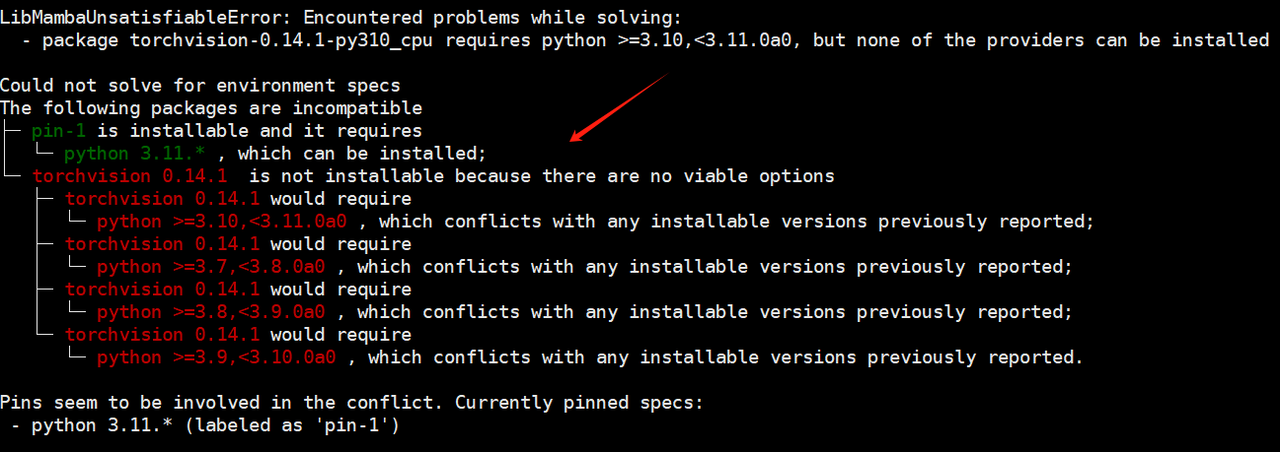 LibMambaUnsatisfiableError: Encountered problems while solving:
  - package torchvision-0.14.1-py310_cpu requires python >=3.10,<3.11.0a0, but none of the providers can be installed

Could not solve for environment specs
The following packages are incompatible
├─ pin-1 is installable and it requires
│  └─ python 3.11.* , which can be installed;
└─ torchvision 0.14.1  is not installable because there are no viable options
   ├─ torchvision 0.14.1 would require
   │  └─ python >=3.10,<3.11.0a0 , which conflicts with any installable versions previously reported;
   ├─ torchvision 0.14.1 would require
   │  └─ python >=3.7,<3.8.0a0 , which conflicts with any installable versions previously reported;
   ├─ torchvision 0.14.1 would require
   │  └─ python >=3.8,<3.9.0a0 , which conflicts with any installable versions previously reported;
   └─ torchvision 0.14.1 would require
      └─ python >=3.9,<3.10.0a0 , which conflicts with any installable versions previously reported.

Pins seem to be involved in the conflict. Currently pinned specs:
 - python 3.11.* (labeled as 'pin-1')